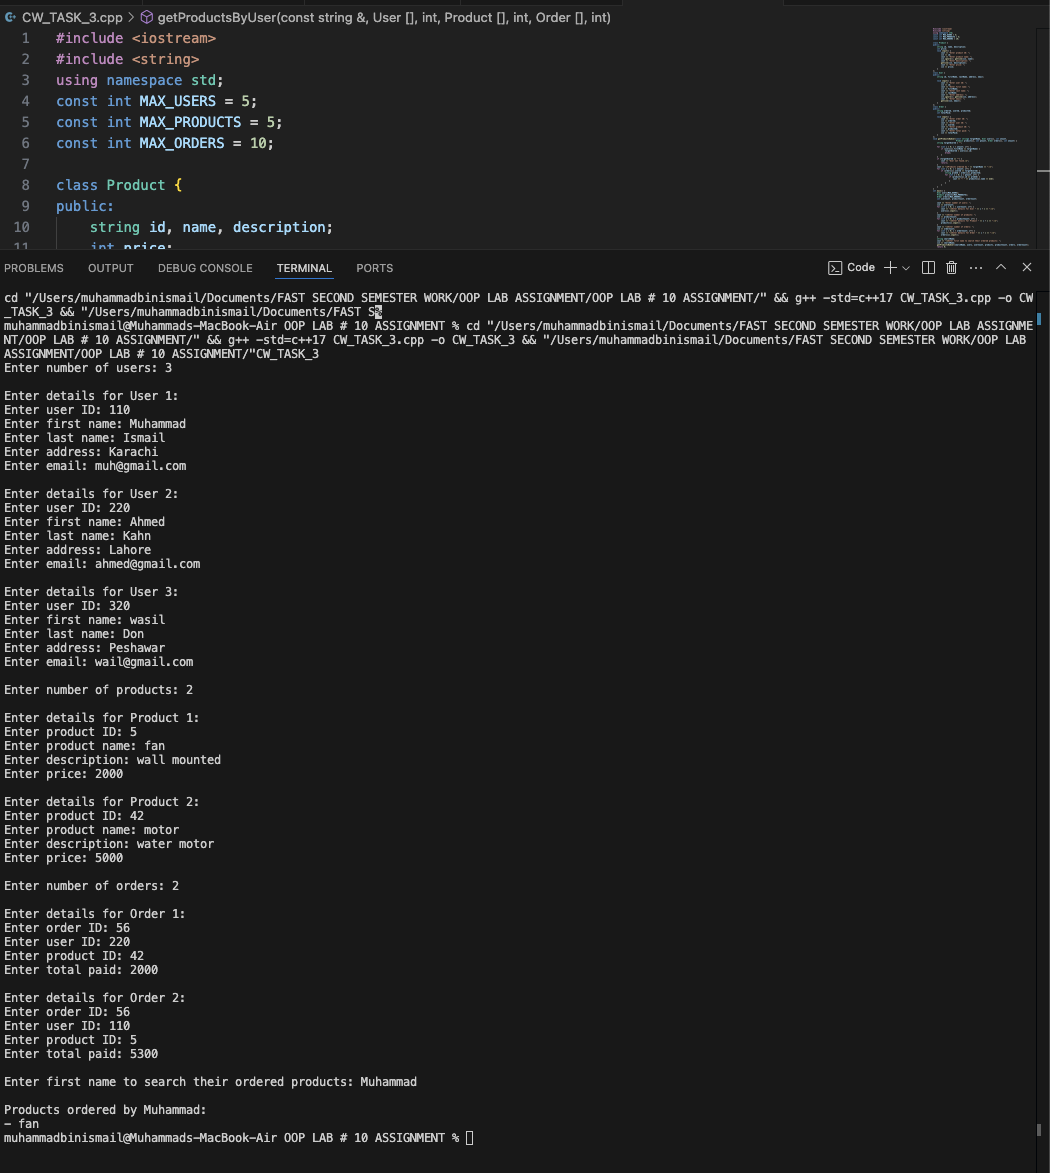 CW_TASK_3.cpp > getProductsByUser(const string &, User [], int, Product [], int, Order [], int)
1 #include <iostream>
2 #include <string>
3 using namespace std;
4 const int MAX_USERS = 5;
5 const int MAX_PRODUCTS = 5;
6 const int MAX_ORDERS = 10;
7
8 class Product {
9 public:
10 string id, name, description;
11 int price;
PROBLEMS OUTPUT DEBUG CONSOLE TERMINAL PORTS Code
cd "/Users/muhammadbinismail/Documents/FAST SECOND SEMESTER WORK/OOP LAB ASSIGNMENT/OOP LAB # 10 ASSIGNMENT/" && g++ -std=c++17 CW_TASK_3.cpp -o CW
_TASK_3 && "/Users/muhammadbinismail/Documents/FAST S%
muhammadbinismail@Muhammads-MacBook-Air OOP LAB # 10 ASSIGNMENT % cd "/Users/muhammadbinismail/Documents/FAST SECOND SEMESTER WORK/OOP LAB ASSIGNME
NT/OOP LAB # 10 ASSIGNMENT/" && g++ -std=c++17 CW_TASK_3.cpp -o CW_TASK_3 && "/Users/muhammadbinismail/Documents/FAST SECOND SEMESTER WORK/OOP LAB
ASSIGNMENT/OOP LAB # 10 ASSIGNMENT/"CW_TASK_3
Enter number of users: 3
Enter details for User 1:
Enter user ID: 110
Enter first name: Muhammad
Enter last name: Ismail
Enter address: Karachi
Enter email: muh@gmail.com
Enter details for User 2:
Enter user ID: 220
Enter first name: Ahmed
Enter last name: Kahn
Enter address: Lahore
Enter email: ahmed@gmail.com
Enter details for User 3:
Enter user ID: 320
Enter first name: wasil
Enter last name: Don
Enter address: Peshawar
Enter email: wail@gmail.com
Enter number of products: 2
Enter details for Product 1:
Enter product ID: 5
Enter product name: fan
Enter description: wall mounted
Enter price: 2000
Enter details for Product 2:
Enter product ID: 42
Enter product name: motor
Enter description: water motor
Enter price: 5000
Enter number of orders: 2
Enter details for Order 1:
Enter order ID: 56
Enter user ID: 220
Enter product ID: 42
Enter total paid: 2000
Enter details for Order 2:
Enter order ID: 56
Enter user ID: 110
Enter product ID: 5
Enter total paid: 5300
Enter first name to search their ordered products: Muhammad
Products ordered by Muhammad:
- fan
muhammadbinismail@Muhammads-MacBook-Air OOP LAB # 10 ASSIGNMENT %